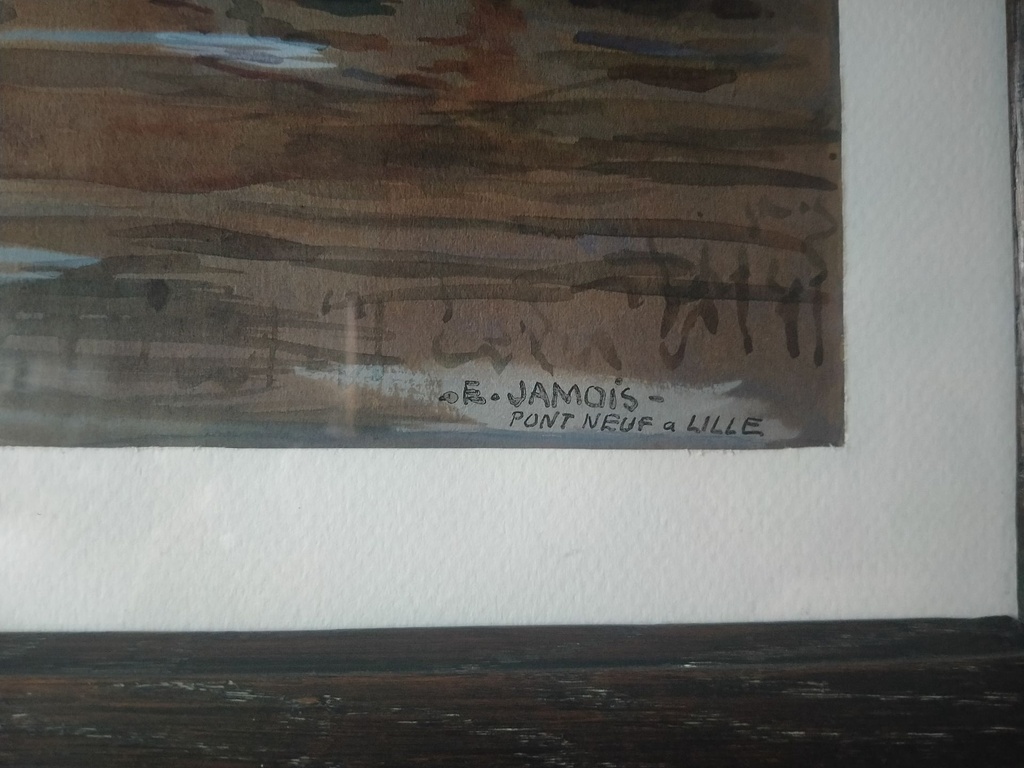 .E. JAMOiS -
PONT NEUF a LILLE